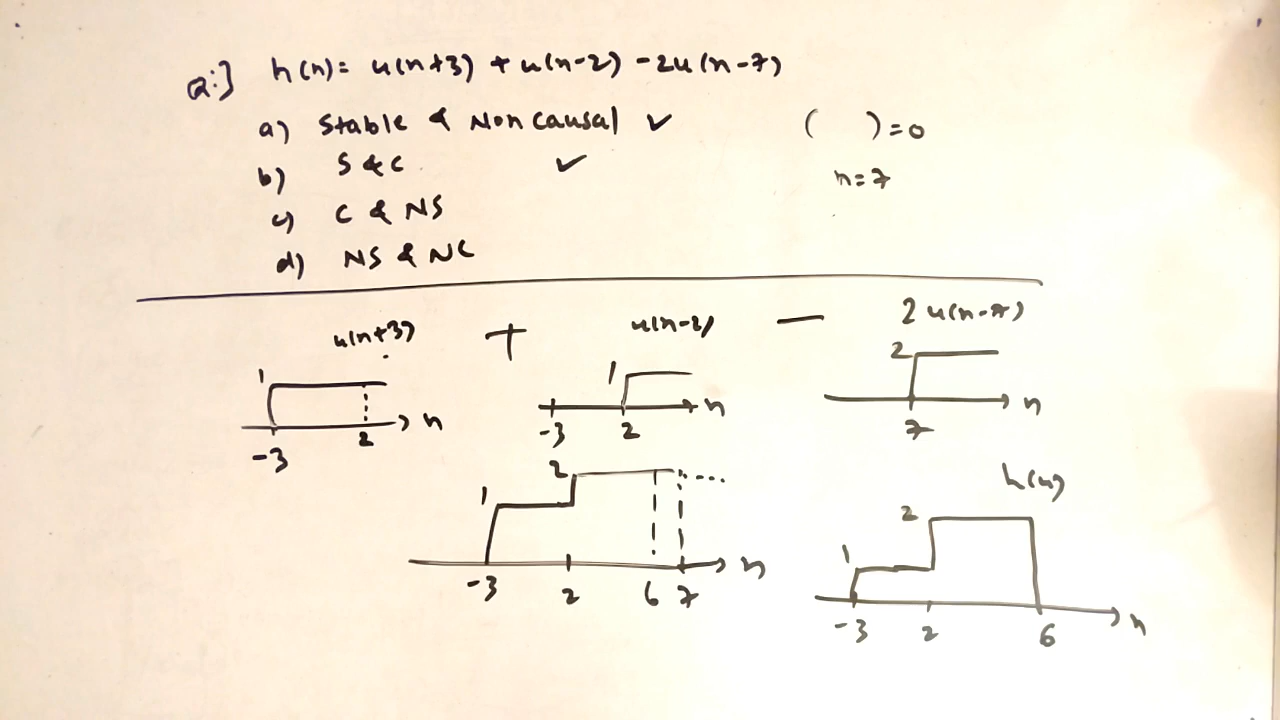 Q:] h(n)= u(n+3) + u(n-2) - 2u(n-7)
a) Stable & Non causal ✓
( )=0
b) S & C ✓
n=7
c) C & NS
d) NS & NC
u(n+3) + u(n-2) — 2u(n-7)
1 1 2
n n n
-3 2 -3 2 7
h(n)
1 2 ....
1 2
-3 2 6 7 n
-3 2 6 n